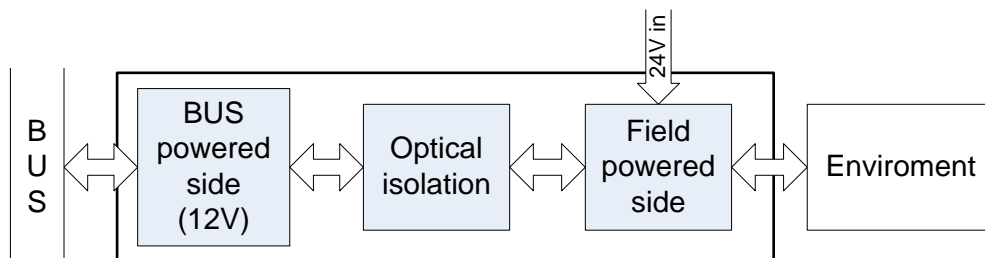 24V in
B
U
S
BUS
powered
side
(12V)
Optical
isolation
Field
powered
side
Enviroment